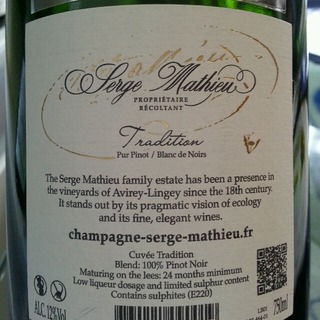 Serge Mathieu
PROPRIÉTAIRE
RÉCOLTANT
Tradition
Pur Pinot / Blanc de Noirs
The Serge Mathieu family estate has been a presence
in the vineyards of Avirey-Lingey since the 18th century.
It stands out by its pragmatic vision of ecology
and its fine, elegant wines.
champagne-serge-mathieu.fr
Cuvée Tradition
Blend: 100% Pinot Noir
Maturing on the lees: 24 months minimum
Low liqueur dosage and limited sulphur content
Contains sulphites (E220)
ALC 12%Vol
750ml